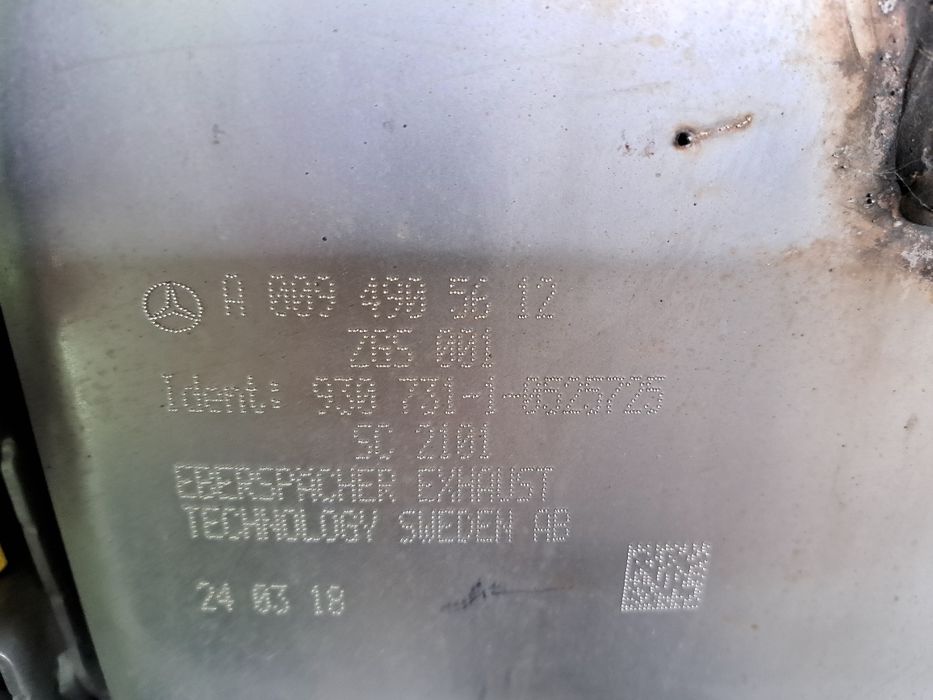 A 009 490 56 12
ZGS 001
Ident: 930 731-1-0525725
SC 2101
EBERSPACHER EXHAUST
TECHNOLOGY SWEDEN AB
24 03 18